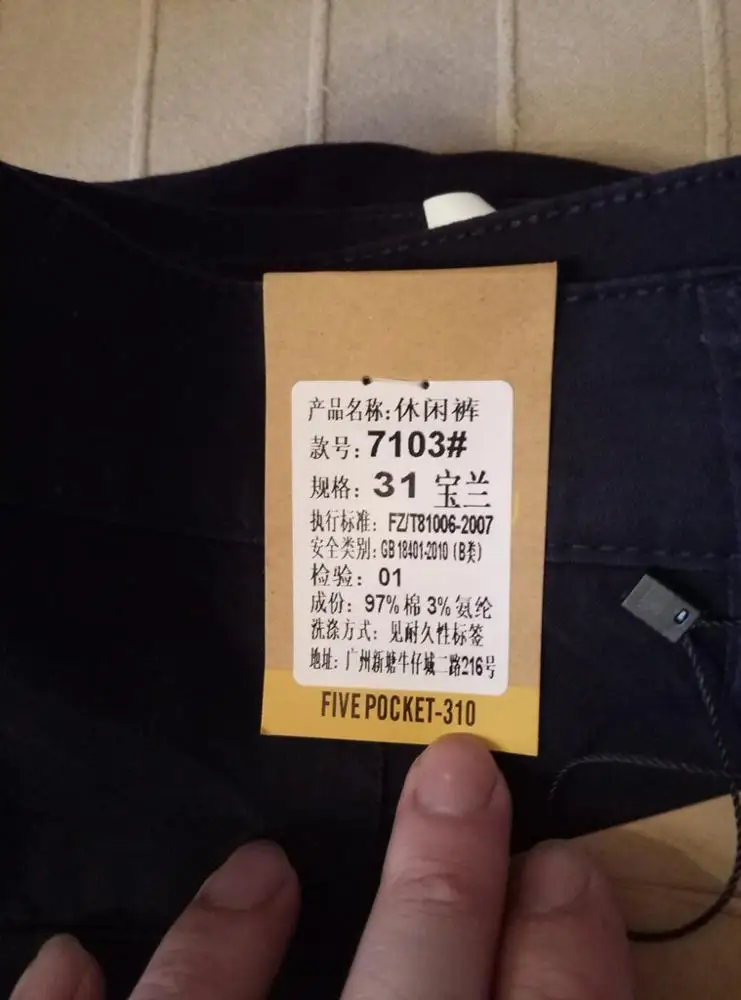 产品名称:休闲裤
款号:7103#
规格: 31 宝兰
执行标准: FZ/T81006-2007
安全类别:GB 18401-2010 (B类)
检验: 01
成份: 97%棉 3%氨纶
洗涤方式: 见耐久性标签
地址: 广州新塘牛仔城二路216号
FIVE POCKET-310